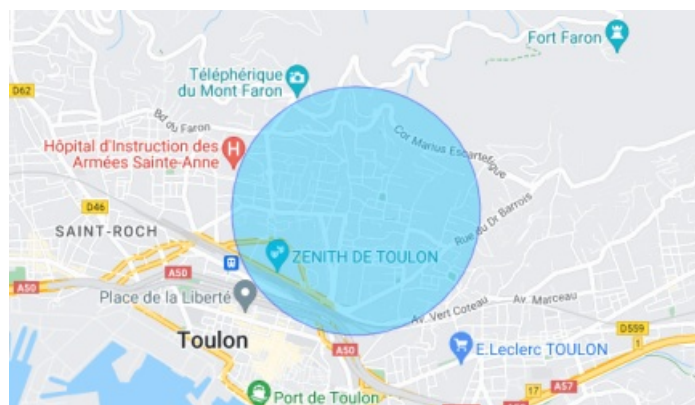 Fort Faron
Téléphérique
du Mont Faron
D62
Bd du Faron
Cor Marius Escartefigue
Hôpital d'Instruction des
Armées Sainte-Anne
D46
SAINT-ROCH
Rue du Dr Barrois
ZENITH DE TOULON
A50
A50
Place de la Liberté
Av. Vert Coteau
Av. Marceau
Toulon
A50
D559
1
E.Leclerc TOULON
17
A57
Port de Toulon